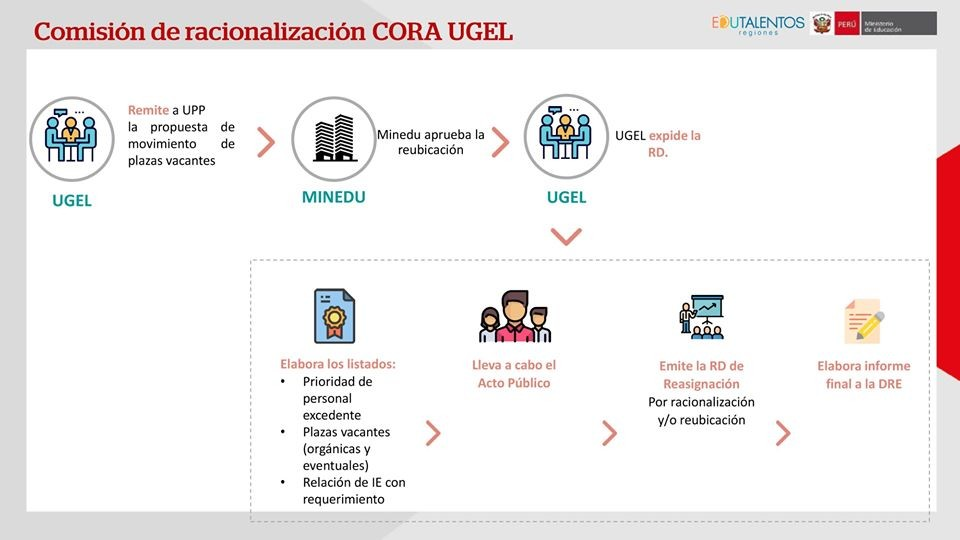 Comisión de racionalización CORA UGEL
EDUTALENTOS
regiones
PERÚ
Ministerio
de Educación
Remite a UPP
la propuesta de
movimiento de
plazas vacantes
UGEL
Minedu aprueba la
reubicación
MINEDU
UGEL expide la
RD.
UGEL
Elabora los listados:
• Prioridad de
personal
excedente
• Plazas vacantes
(orgánicas y
eventuales)
• Relación de IE con
requerimiento
Lleva a cabo el
Acto Público
Emite la RD de
Reasignación
Por racionalización
y/o reubicación
Elabora informe
final a la DRE